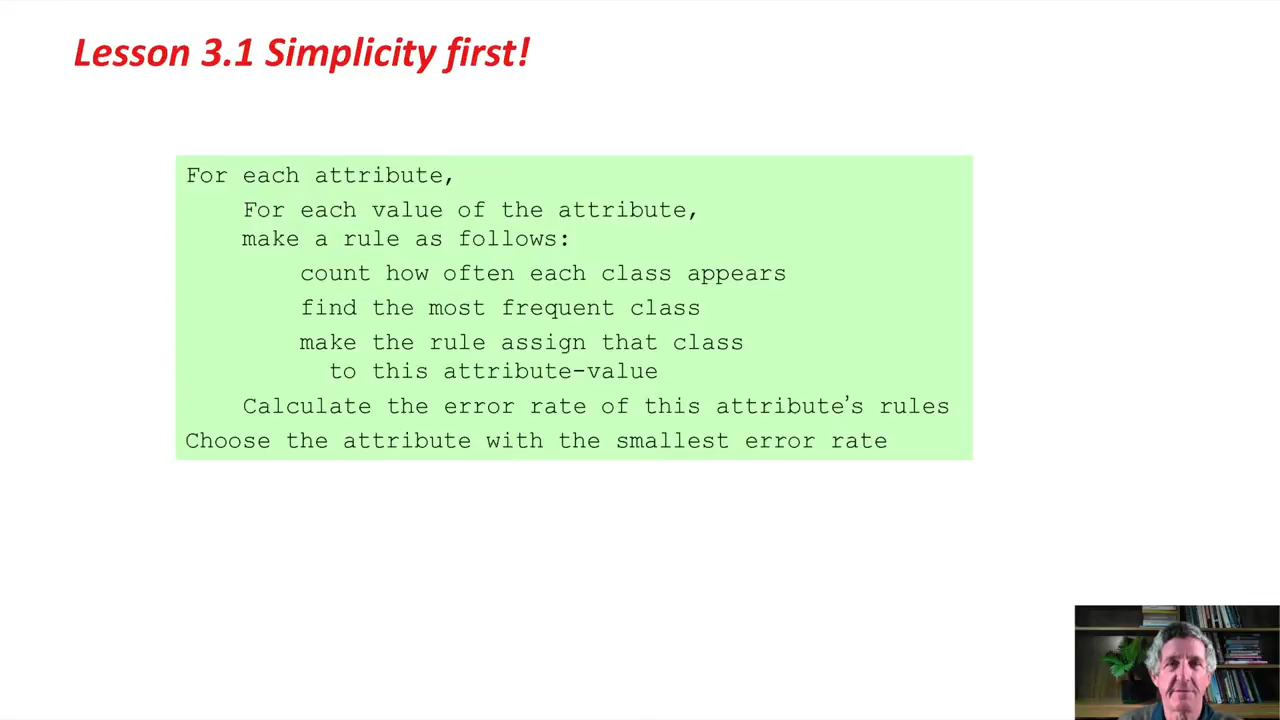 Lesson 3.1 Simplicity first!
For each attribute,
For each value of the attribute,
make a rule as follows:
count how often each class appears
find the most frequent class
make the rule assign that class
to this attribute-value
Calculate the error rate of this attribute’s rules
Choose the attribute with the smallest error rate